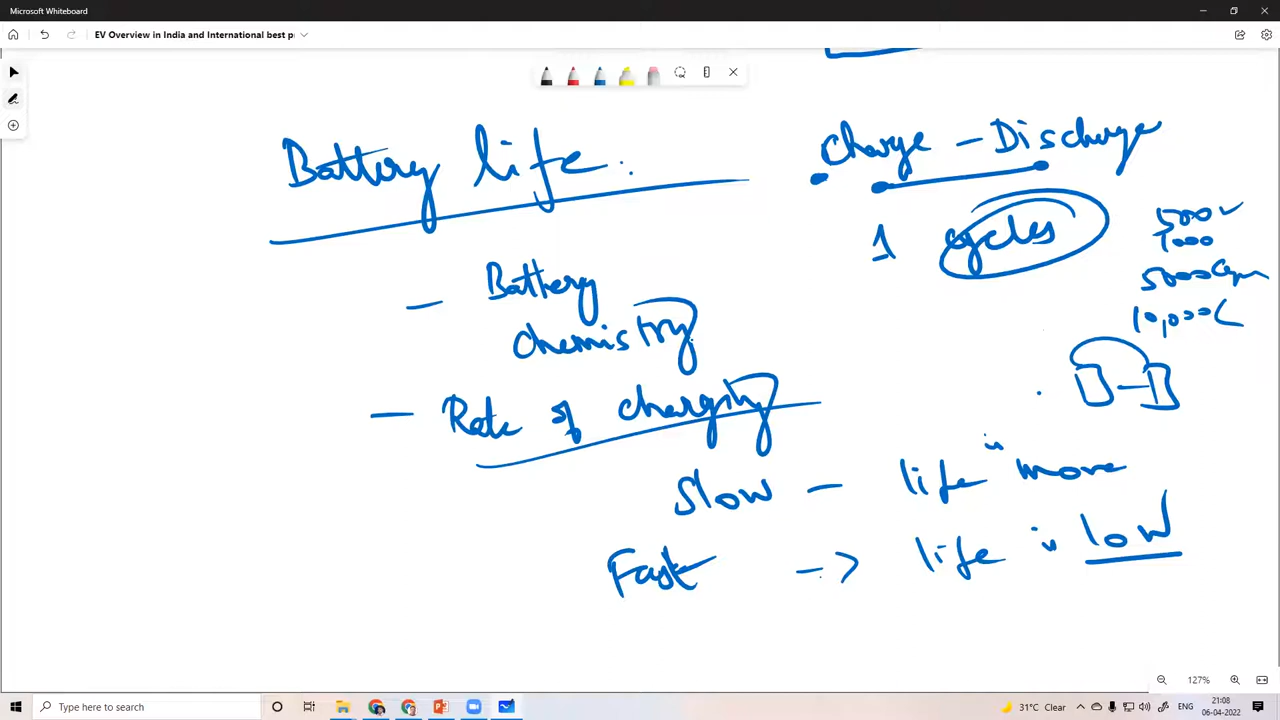 Microsoft Whiteboard
EV Overview in India and International best p
Battery life.
Charge - Discharge
1 cycles
500
1000
5000
10,000 C
- Battery
chemistry
- Rate of charging
Slow - life is more
Fast -> life is low
127%
Type here to search
31°C Clear
ENG
21:08
06-04-2022